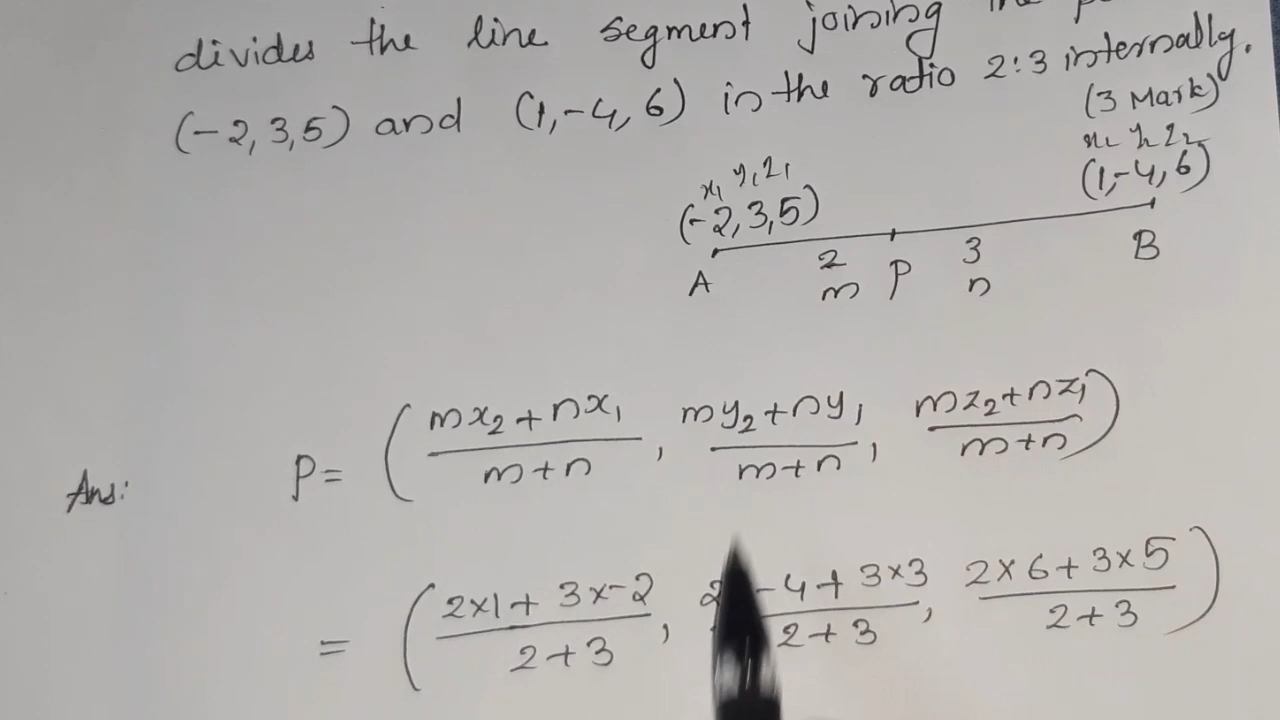 divides the line segment joining the
(-2,3,5) and (1,-4,6) in the ratio 2:3 internally.
(3 Mark)
x₁ y₁ z₁
x₂ y₂ z₂
(-2,3,5)
(1,-4,6)
A 2 P 3 B
m n
P= ( mx₂+nx₁ / m+n , my₂+ny₁ / m+n , mz₂+nz₁ / m+n )
Ans:
= ( 2×1+ 3×-2 / 2+3 , -4+ 3×3 / 2+3 , 2×6+3×5 / 2+3 )